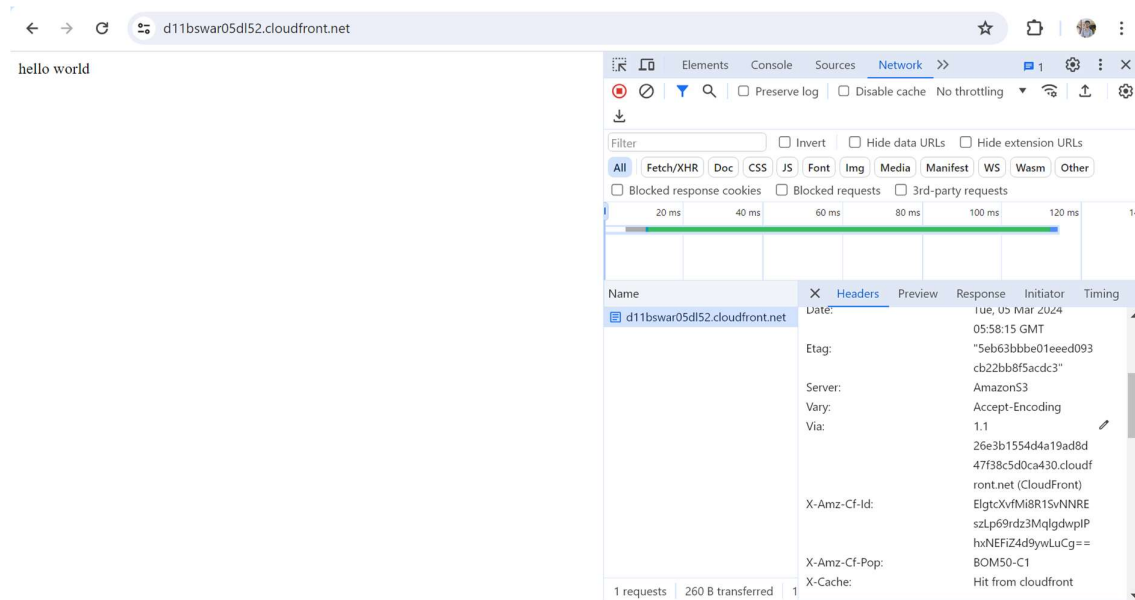 d11bswar05dl52.cloudfront.net
hello world
Elements Console Sources Network 1
Preserve log Disable cache No throttling
Filter Invert Hide data URLs Hide extension URLs
All Fetch/XHR Doc CSS JS Font Img Media Manifest WS Wasm Other
Blocked response cookies Blocked requests 3rd-party requests
20 ms 40 ms 60 ms 80 ms 100 ms 120 ms
Name Headers Preview Response Initiator Timing
d11bswar05dl52.cloudfront.net
Date: Tue, 05 Mar 2024
05:58:15 GMT
Etag: "5eb63bbbe01eeed093
cb22bb8f5acdc3"
Server: AmazonS3
Vary: Accept-Encoding
Via: 1.1
26e3b1554d4a19ad8d
47f38c5d0ca430.cloudf
ront.net (CloudFront)
X-Amz-Cf-Id: ElgtcXvfMi8R1SvNNRE
szLp69rdz3MqlgdwpIP
hxNEFiZ4d9ywLuCg==
X-Amz-Cf-Pop: BOM50-C1
X-Cache: Hit from cloudfront
1 requests 260 B transferred 1